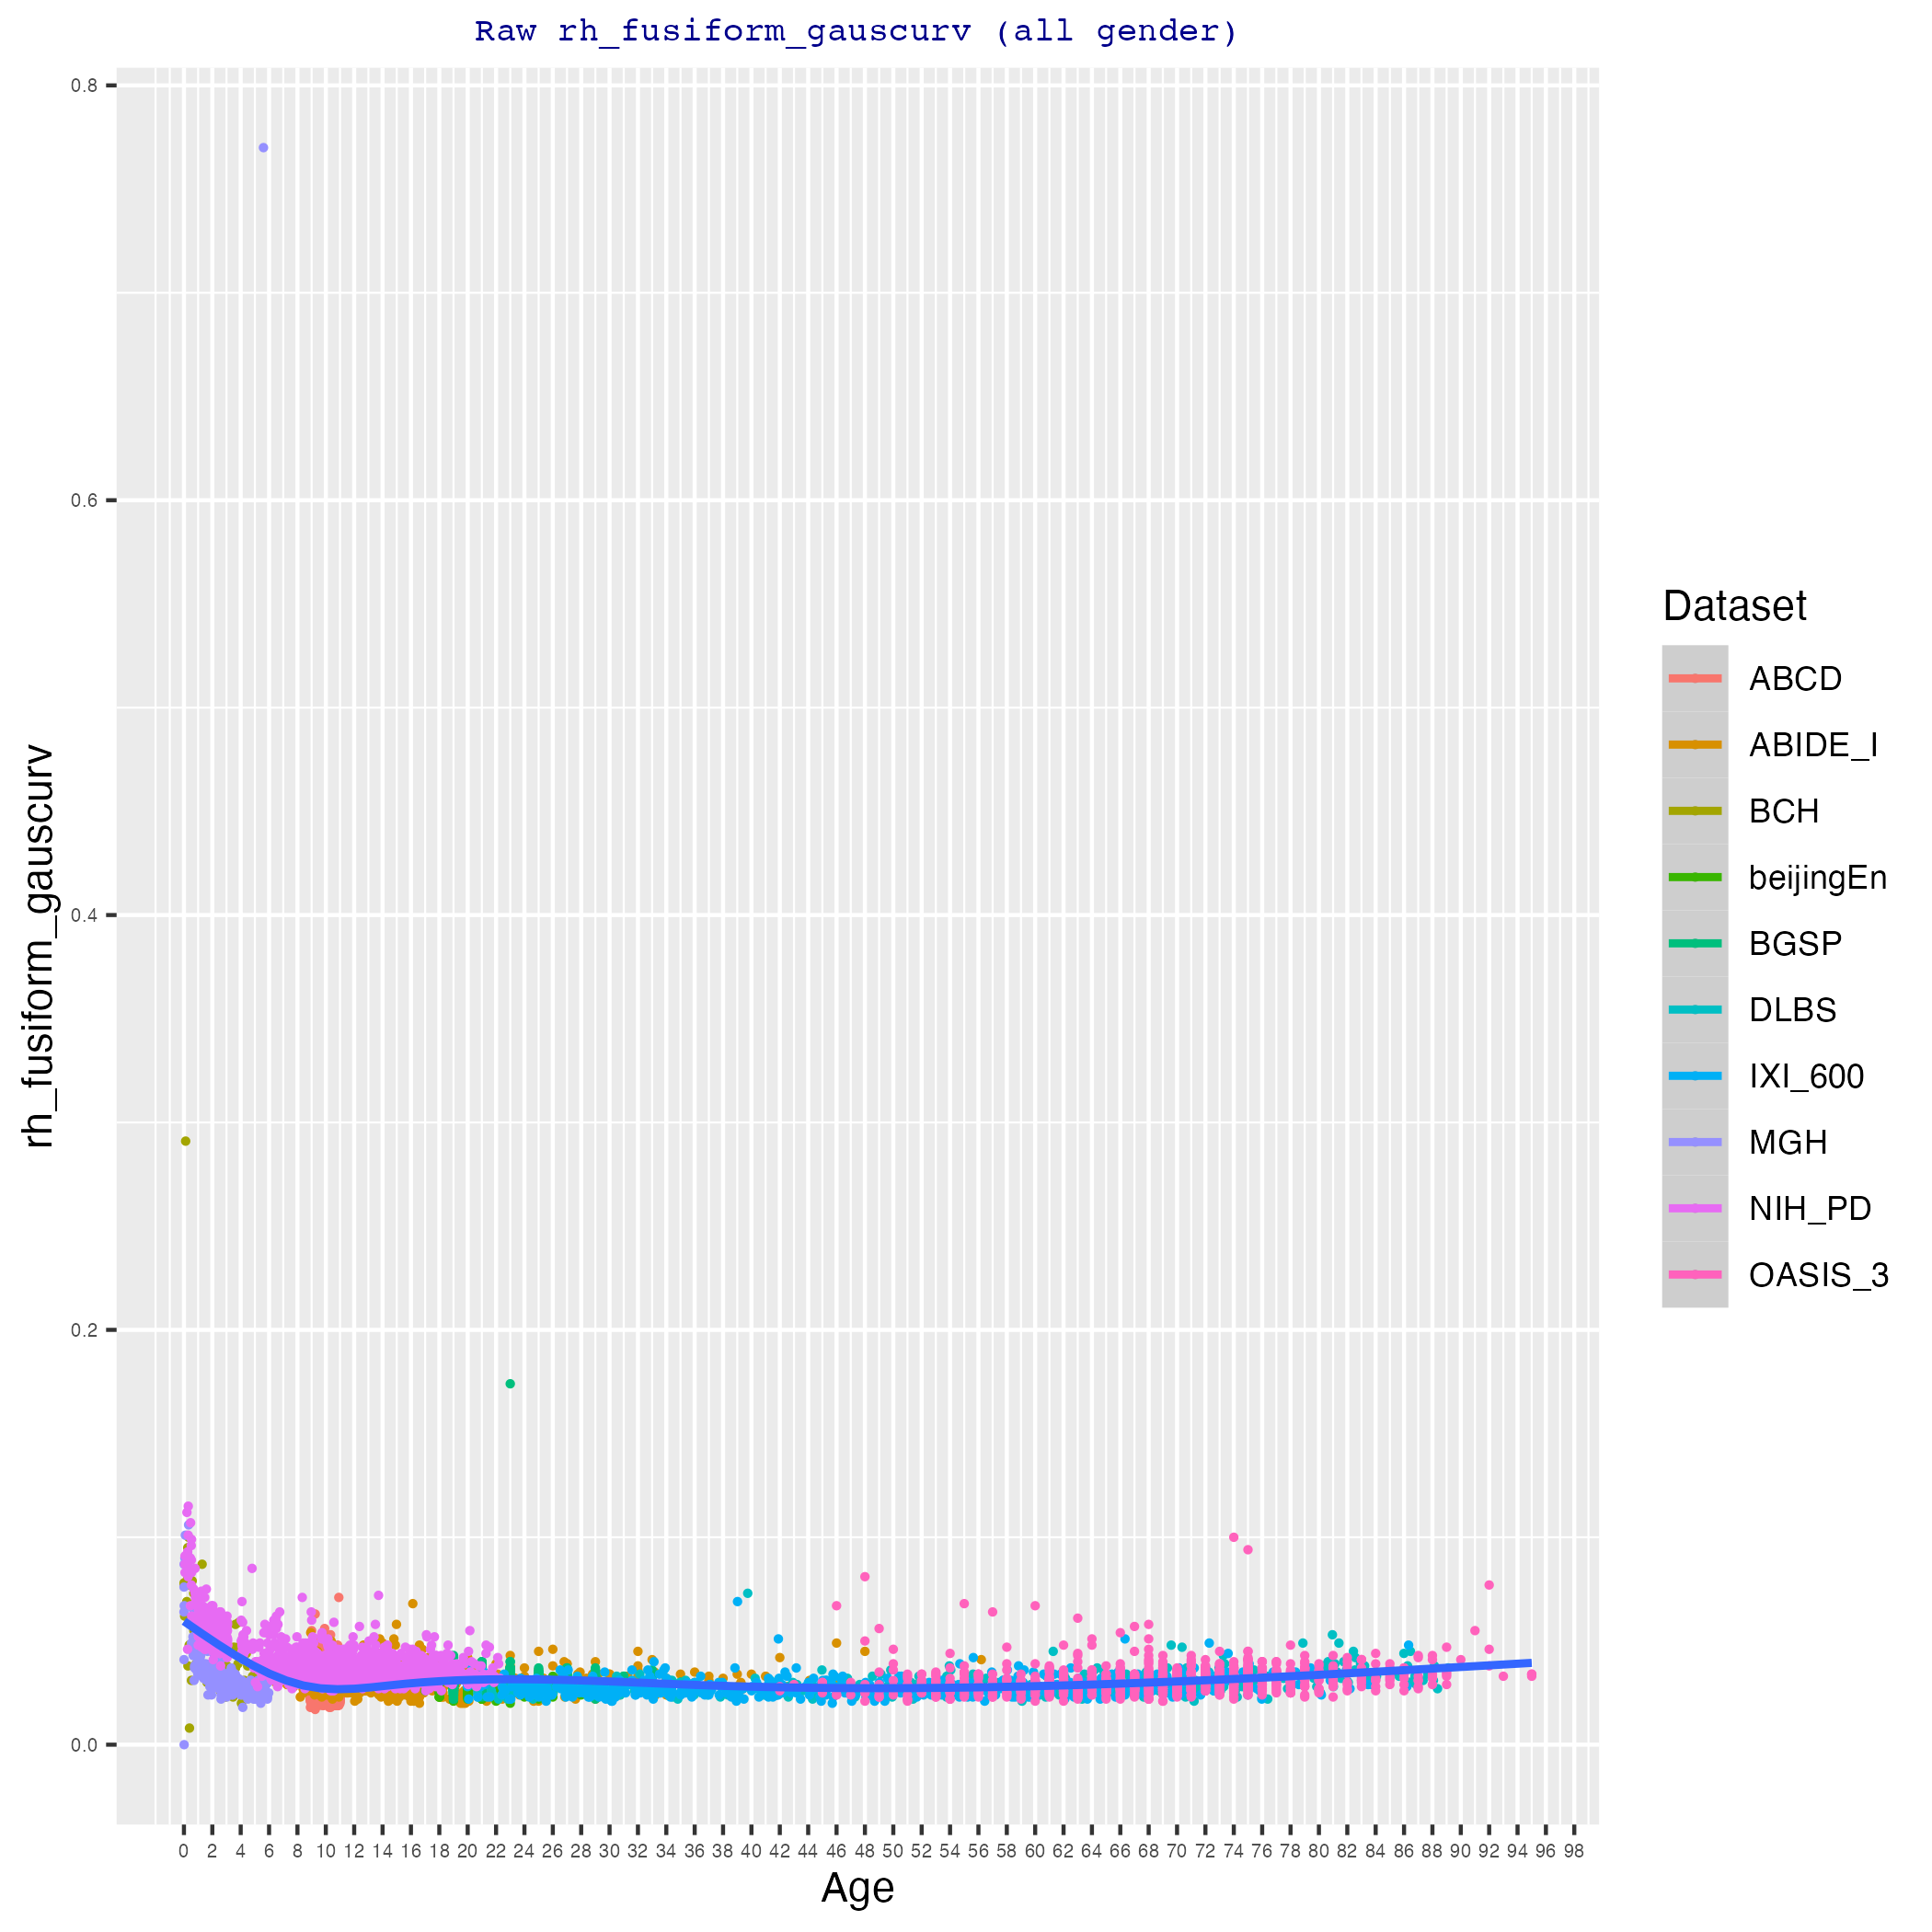 Raw rh_fusiform_gauscurv (all gender)
0.8
0.6
0.4
0.2
0.0
rh_fusiform_gauscurv
0 2 4 6 8 10 12 14 16 18 20 22 24 26 28 30 32 34 36 38 40 42 44 46 48 50 52 54 56 58 60 62 64 66 68 70 72 74 76 78 80 82 84 86 88 90 92 94 96 98
Age
Dataset
ABCD
ABIDE_I
BCH
beijingEn
BGSP
DLBS
IXI_600
MGH
NIH_PD
OASIS_3